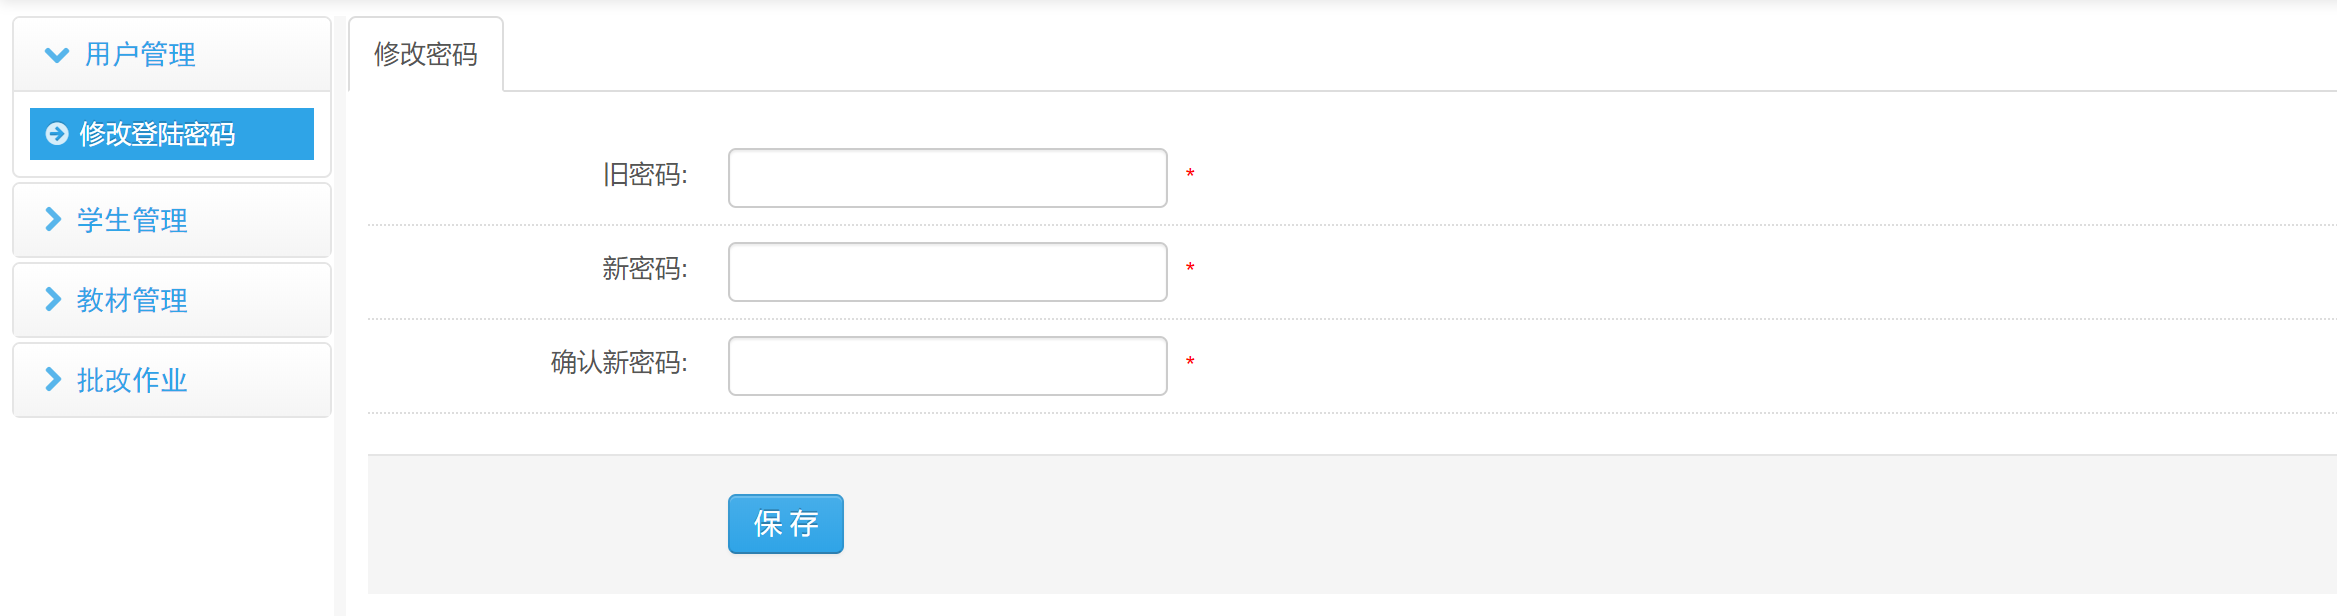 用户管理
修改登陆密码
学生管理
教材管理
批改作业
修改密码
旧密码: *
新密码: *
确认新密码: *
保 存